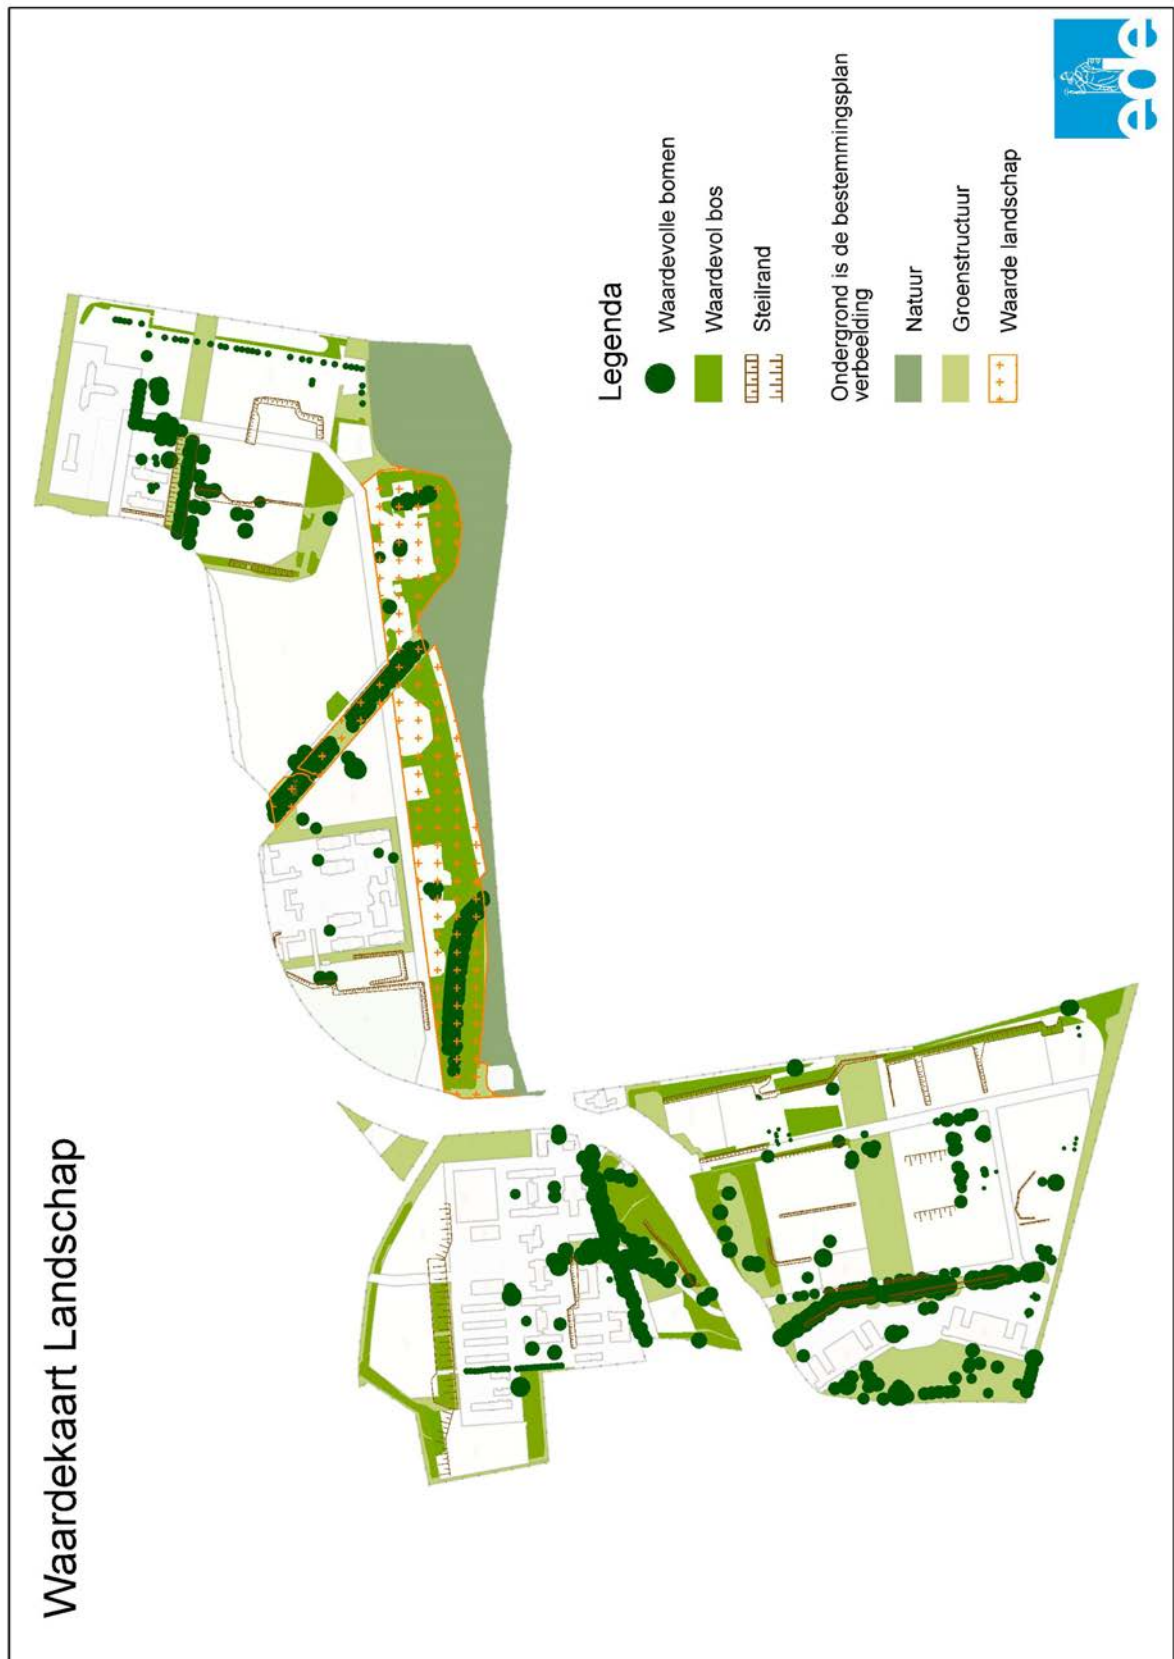 Waardekaart Landschap
Legenda
Waardevolle bomen
Waardevol bos
Steilrand
Ondergrond is de bestemmingsplan
verbeelding
Natuur
Groenstructuur
Waarde landschap
ede